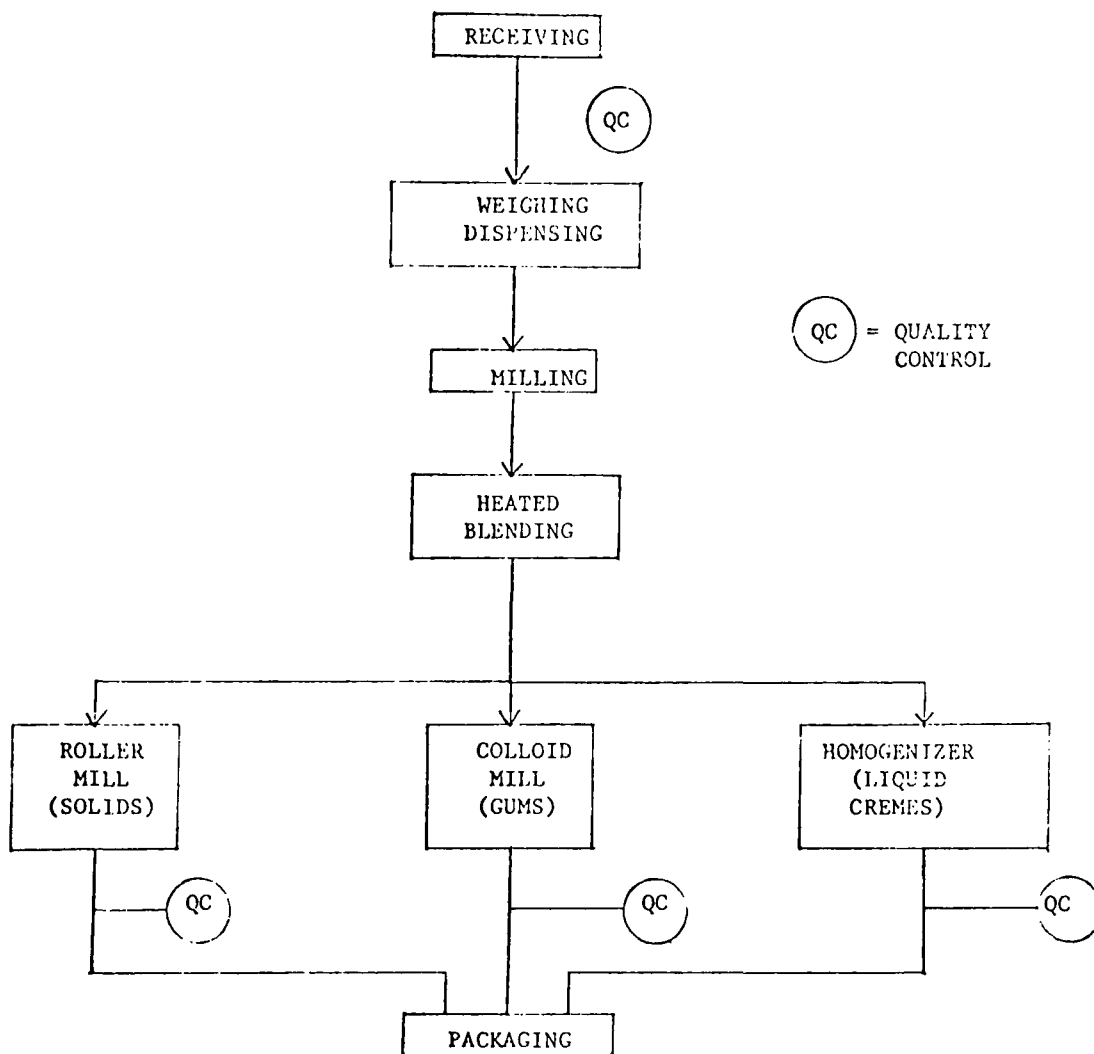 RECEIVING
QC
WEIGHING
DISPENSING
QC = QUALITY
CONTROL
MILLING
HEATED
BLENDING
ROLLER
MILL
(SOLIDS)
COLLOID
MILL
(GUMS)
HOMOGENIZER
(LIQUID
CREMES)
QC
QC
QC
PACKAGING